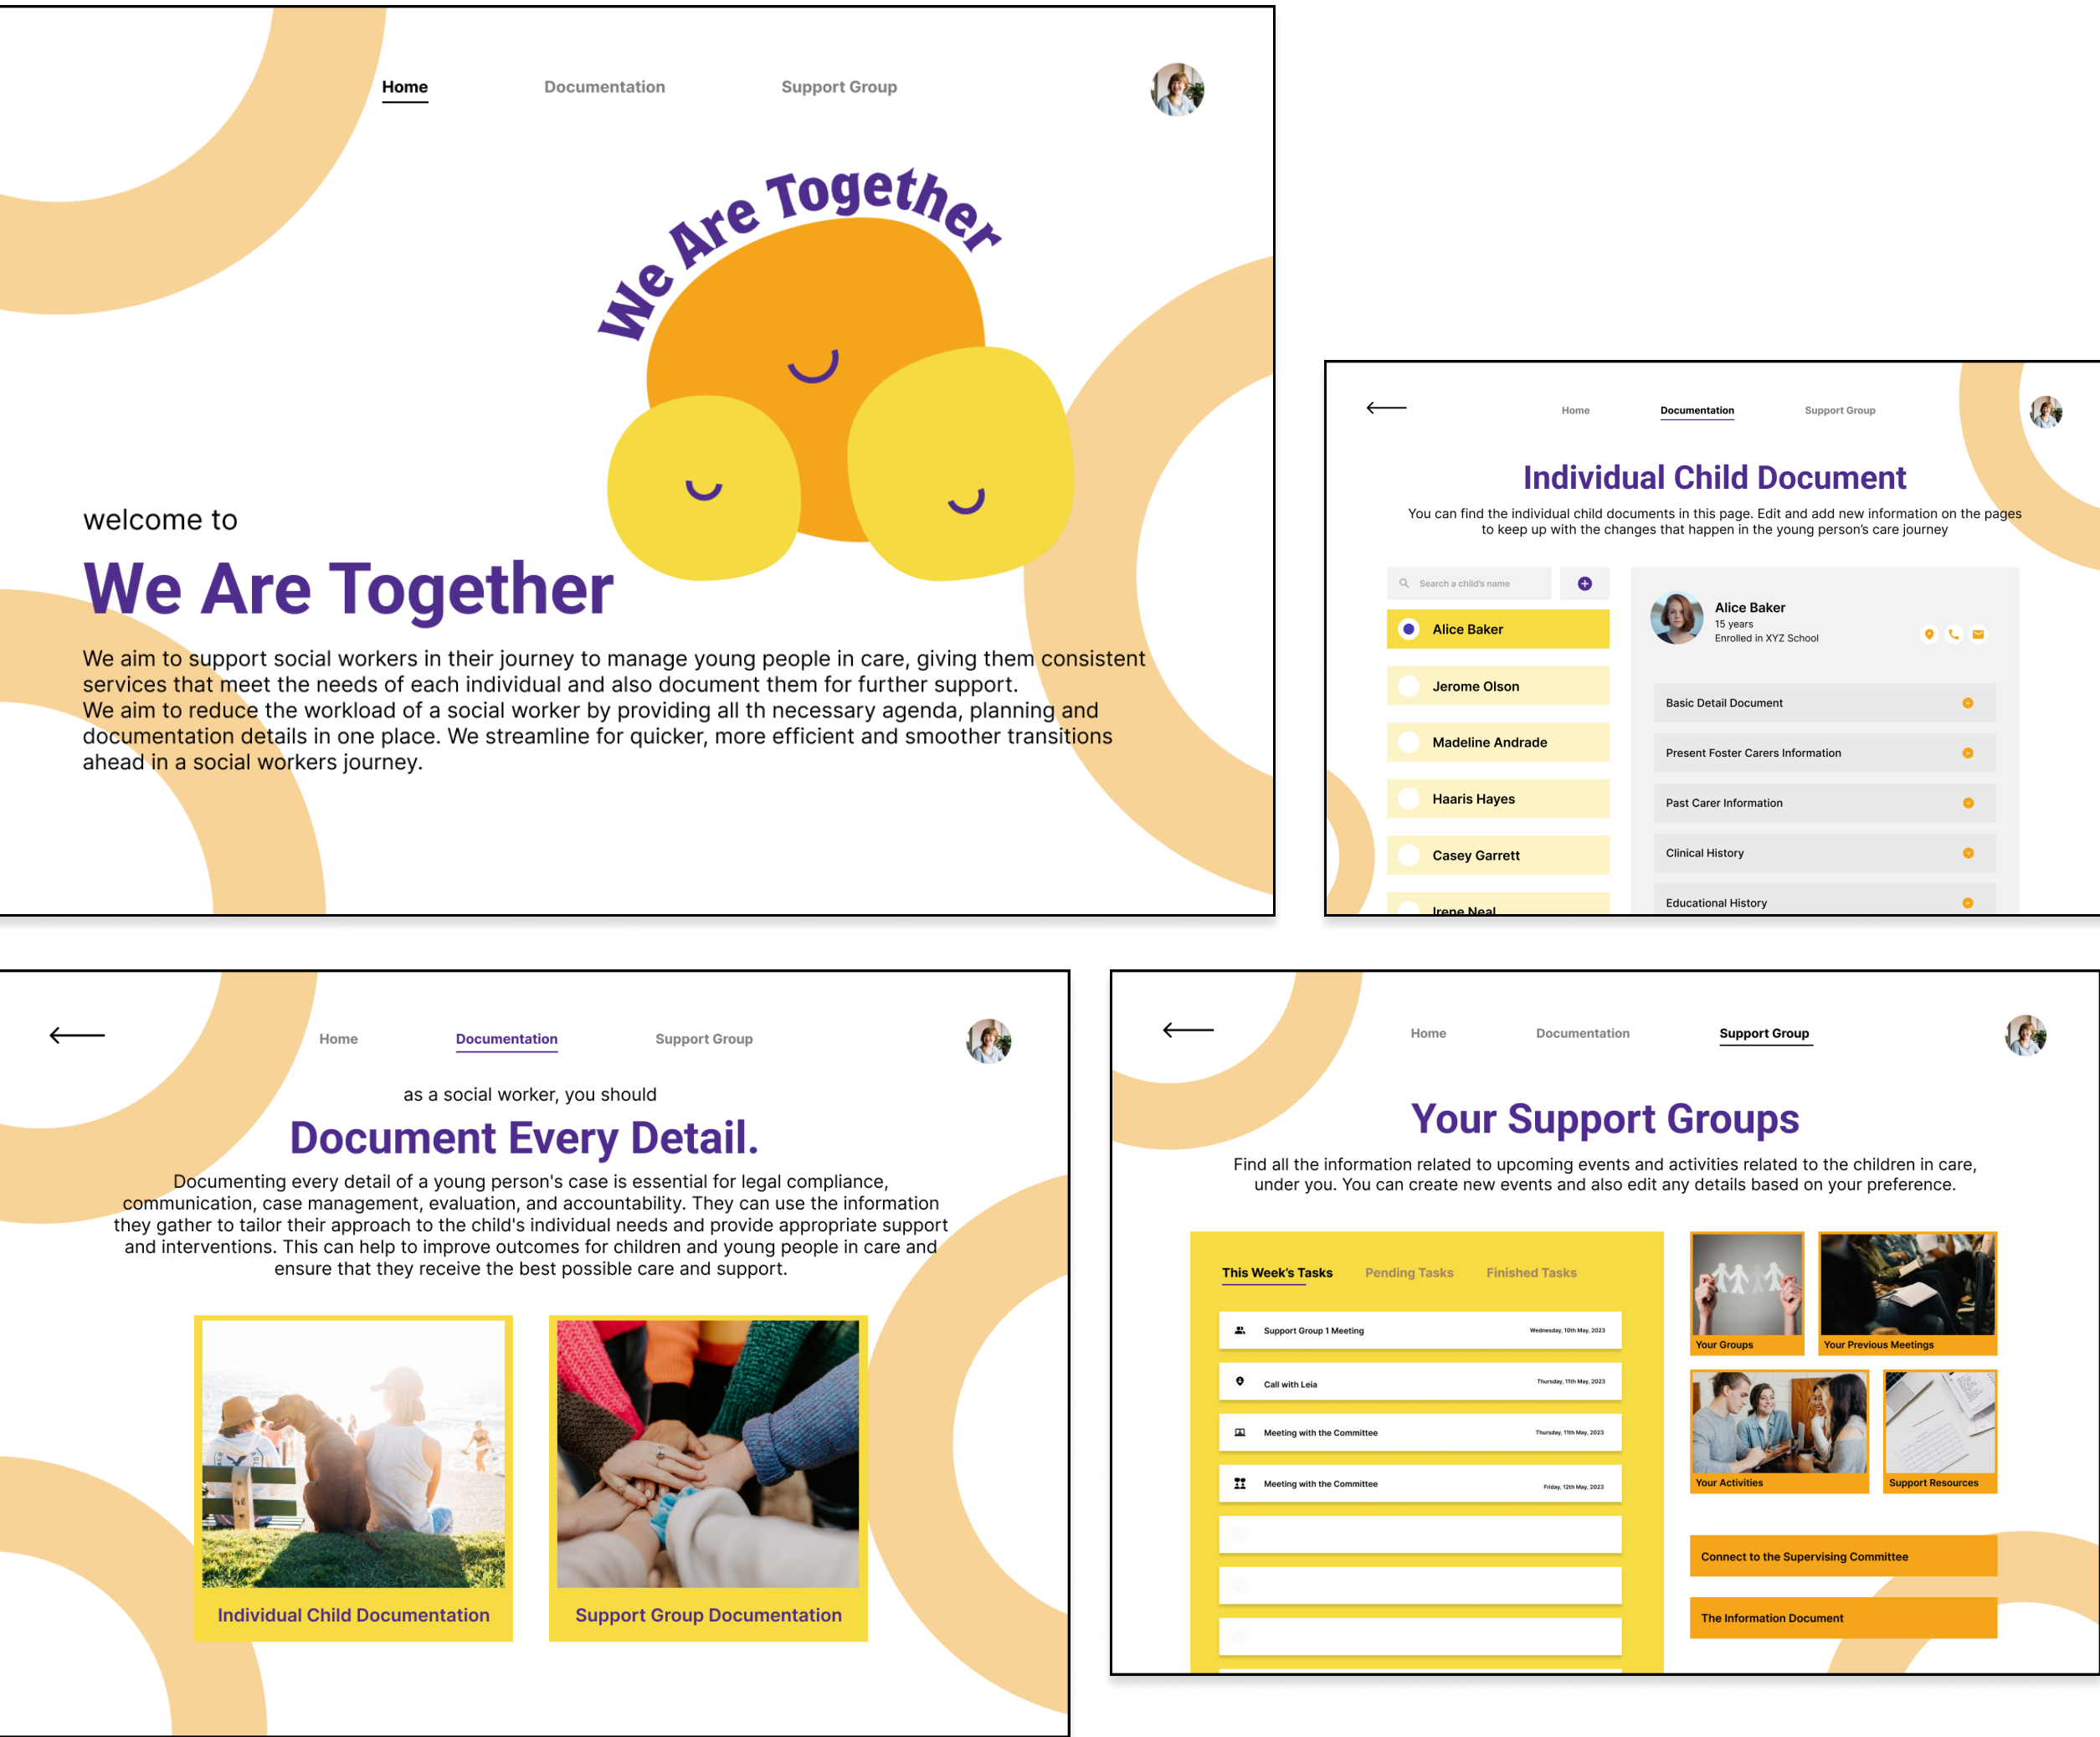 Home
Documentation
Support Group
We Are Together
welcome to
We Are Together
We aim to support social workers in their journey to manage young people in care, giving them consistent
services that meet the needs of each individual and also document them for further support.
We aim to reduce the workload of a social worker by providing all th necessary agenda, planning and
documentation details in one place. We streamline for quicker, more efficient and smoother transitions
ahead in a social workers journey.
Home
Documentation
Support Group
Individual Child Document
You can find the individual child documents in this page. Edit and add new information on the pages
to keep up with the changes that happen in the young person's care journey
Search a child's name
Alice Baker
Jerome Olson
Madeline Andrade
Haaris Hayes
Casey Garrett
Irene Neal
Alice Baker
15 years
Enrolled in XYZ School
Basic Detail Document
Present Foster Carers Information
Past Carer Information
Clinical History
Educational History
Home
Documentation
Support Group
as a social worker, you should
Document Every Detail.
Documenting every detail of a young person's case is essential for legal compliance,
communication, case management, evaluation, and accountability. They can use the information
they gather to tailor their approach to the child's individual needs and provide appropriate support
and interventions. This can help to improve outcomes for children and young people in care and
ensure that they receive the best possible care and support.
Individual Child Documentation
Support Group Documentation
Home
Documentation
Support Group
Your Support Groups
Find all the information related to upcoming events and activities related to the children in care,
under you. You can create new events and also edit any details based on your preference.
This Week's Tasks
Pending Tasks
Finished Tasks
Support Group 1 Meeting
Wednesday, 10th May, 2023
Call with Leia
Thursday, 11th May, 2023
Meeting with the Committee
Thursday, 11th May, 2023
Meeting with the Committee
Friday, 12th May, 2023
Your Groups
Your Previous Meetings
Your Activities
Support Resources
Connect to the Supervising Committee
The Information Document